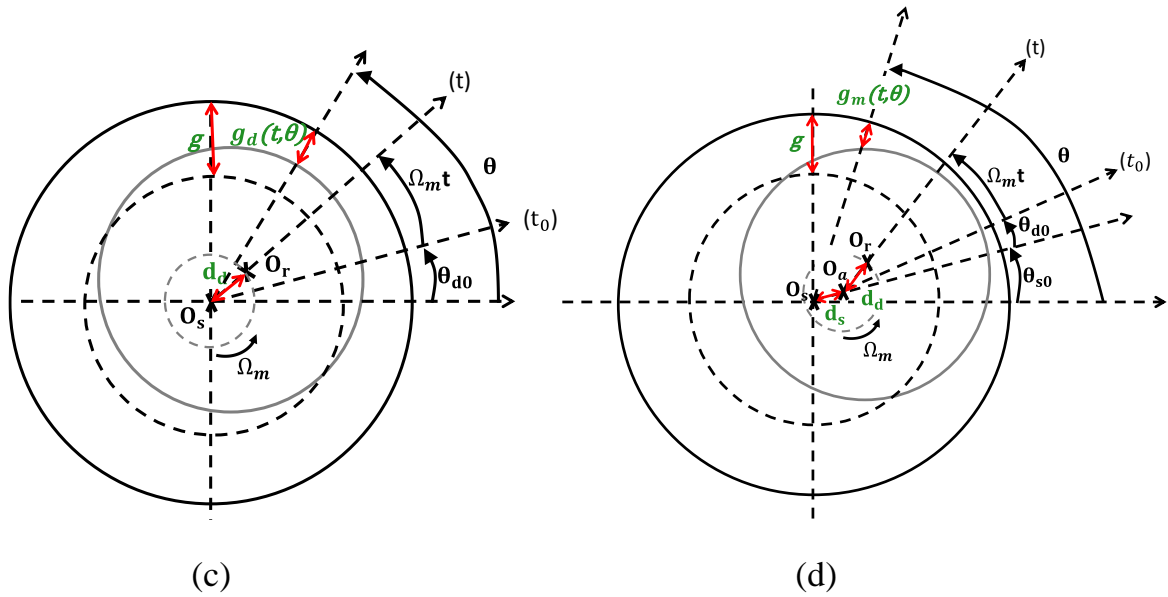 (t)
g
g_d(t,θ)
Ω_m t
θ
(t_0)
d_d
O_r
θ_d0
O_s
Ω_m
(c)
(t)
g_m(t,θ)
g
θ
Ω_m t
(t_0)
θ_d0
O_r
O_a
θ_s0
O_s
d_s
d_d
Ω_m
(d)